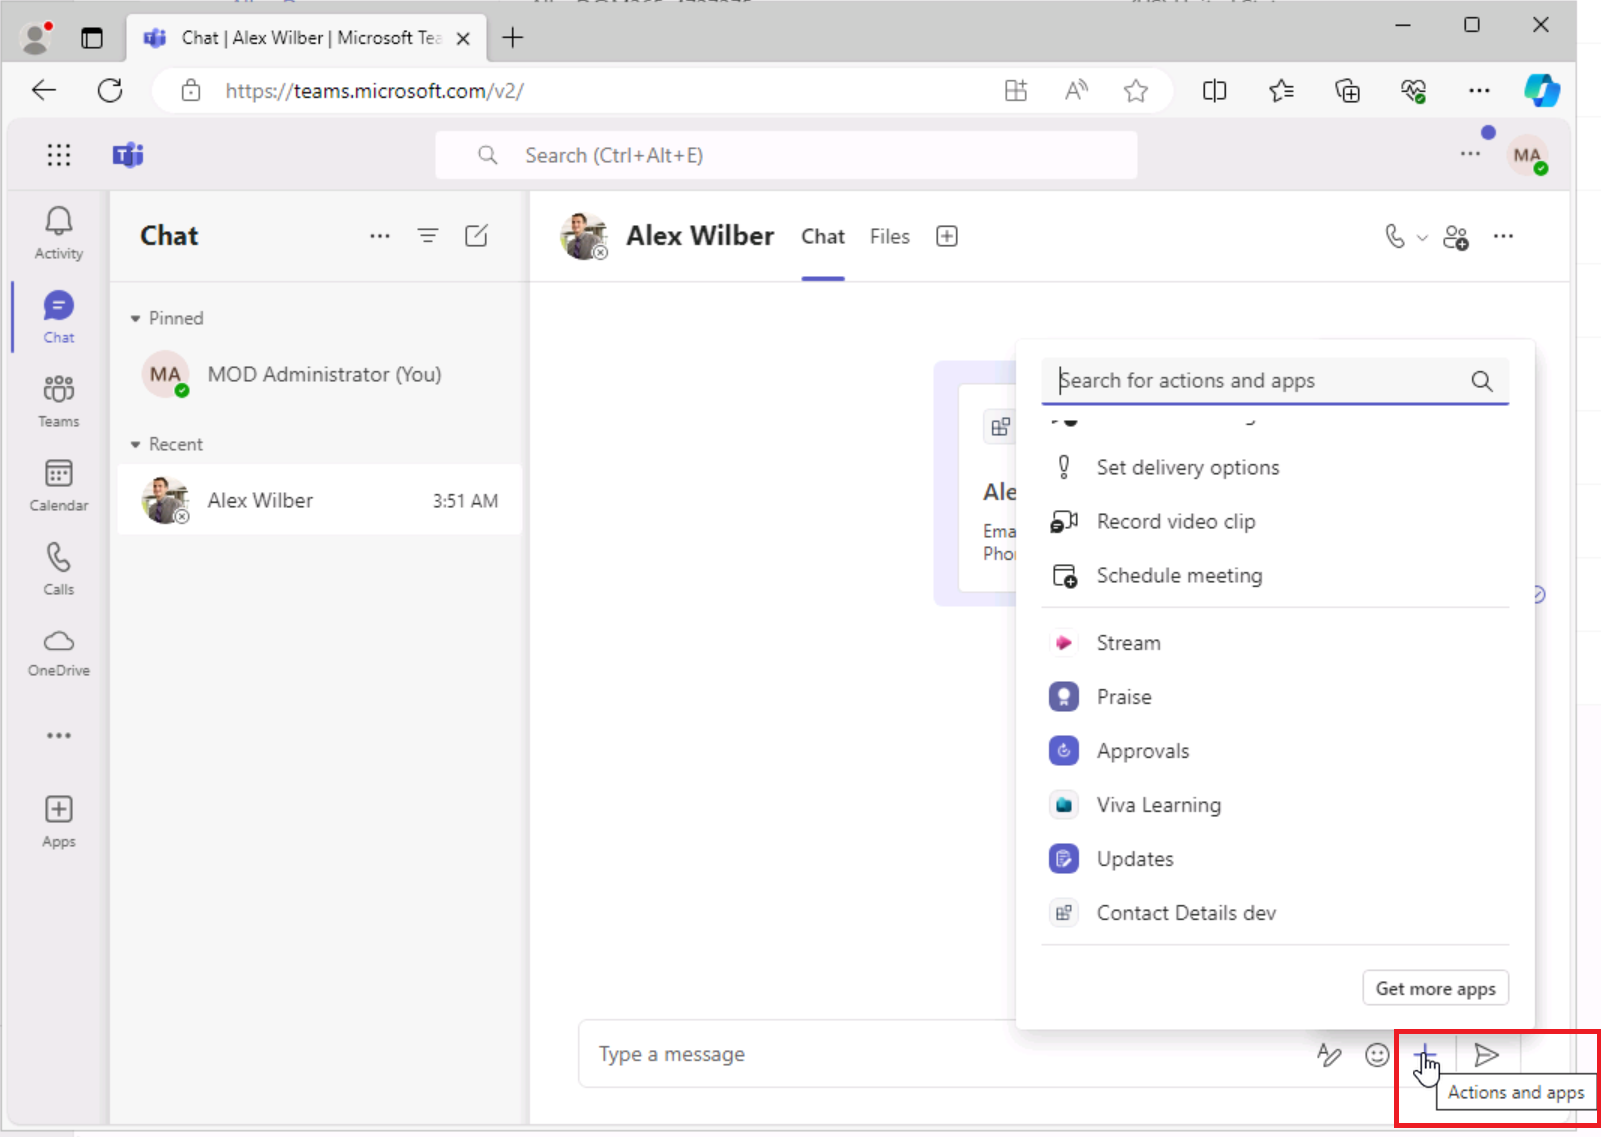 Chat | Alex Wilber | Microsoft Tea
https://teams.microsoft.com/v2/
Search (Ctrl+Alt+E)
MA
Activity
Chat
Teams
Calendar
Calls
OneDrive
Apps
Chat
Pinned
MA
MOD Administrator (You)
Recent
Alex Wilber
3:51 AM
Alex Wilber
Chat
Files
Ale
Ema
Pho
Search for actions and apps
Set delivery options
Record video clip
Schedule meeting
Stream
Praise
Approvals
Viva Learning
Updates
Contact Details dev
Get more apps
Type a message
Actions and apps